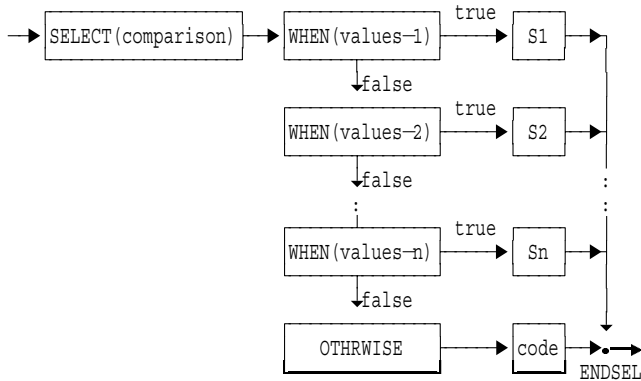 true
SELECT(comparison) WHEN(values—1) S1
false
true
WHEN(values—2) S2
false
: :
: :
true
WHEN(values—n) Sn
false
OTHRWISE code
ENDSEL